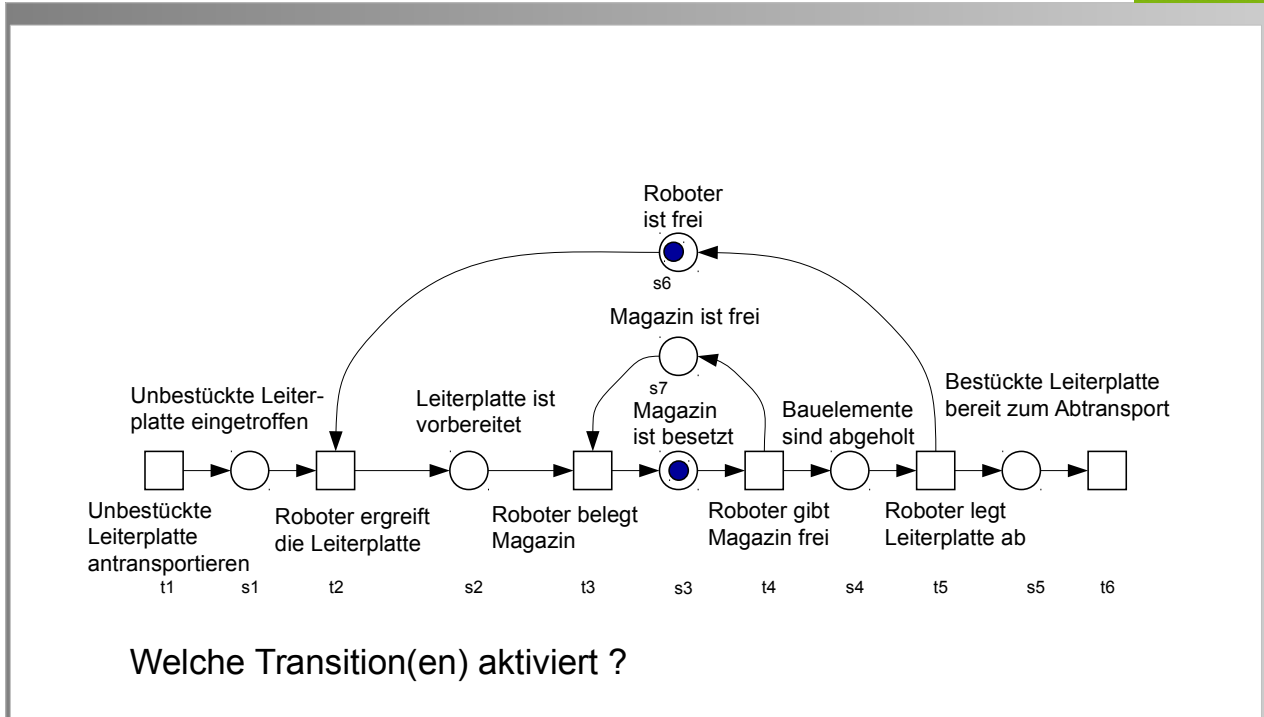 Roboter
ist frei
s6
Magazin ist frei
s7
Unbestückte Leiter-
platte eingetroffen
Leiterplatte ist
vorbereitet
Magazin
ist besetzt
Bauelemente
sind abgeholt
Bestückte Leiterplatte
bereit zum Abtransport
Unbestückte
Leiterplatte
antransportieren
Roboter ergreift
die Leiterplatte
Roboter belegt
Magazin
Roboter gibt
Magazin frei
Roboter legt
Leiterplatte ab
t1 s1 t2 s2 t3 s3 t4 s4 t5 s5 t6
Welche Transition(en) aktiviert ?